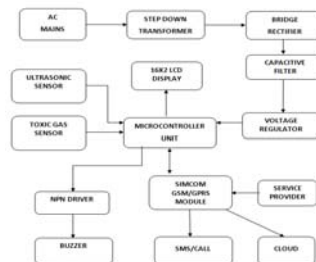 AC
MAINS
STEP DOWN
TRANSFORMER
BRIDGE
RECTIFIER
CAPACITIVE
FILTER
ULTRASONIC
SENSOR
16X2 LCD
DISPLAY
TOXIC GAS
SENSOR
MICROCONTROLLER
UNIT
VOLTAGE
REGULATOR
NPN DRIVER
SIMCOM
GSM/GPRS
MODULE
SERVICE
PROVIDER
BUZZER
SMS/CALL
CLOUD